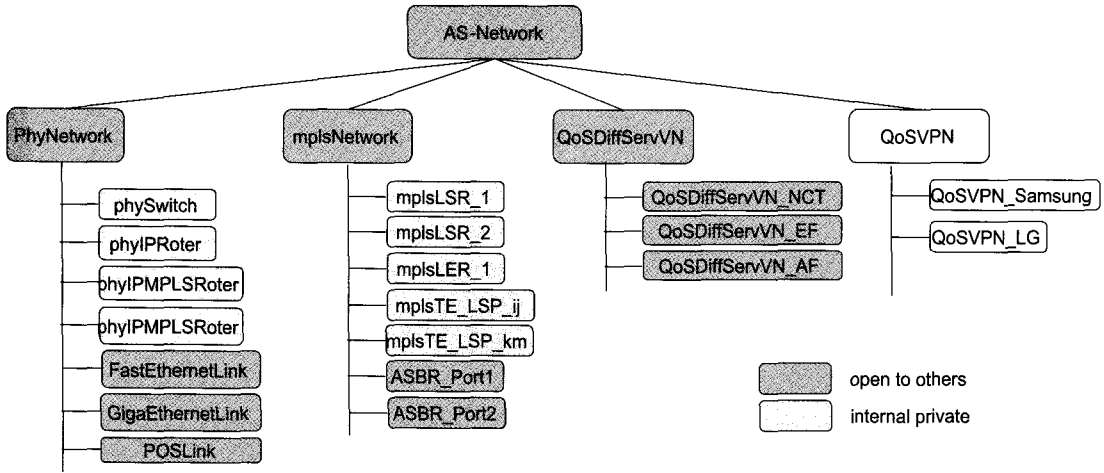 AS-Network
PhyNetwork
mplsNetwork
QoSDiffServVN
QoSVPN
phySwitch
phyIPRoter
phyIPMPLSRoter
phyIPMPLSRoter
FastEthernetLink
GigaEthernetLink
POSLink
mplsLSR_1
mplsLSR_2
mplsLER_1
mplsTE_LSP_ij
mplsTE_LSP_km
ASBR_Port1
ASBR_Port2
QoSDiffServVN_NCT
QoSDiffServVN_EF
QoSDiffServVN_AF
QoSVPN_Samsung
QoSVPN_LG
open to others
internal private